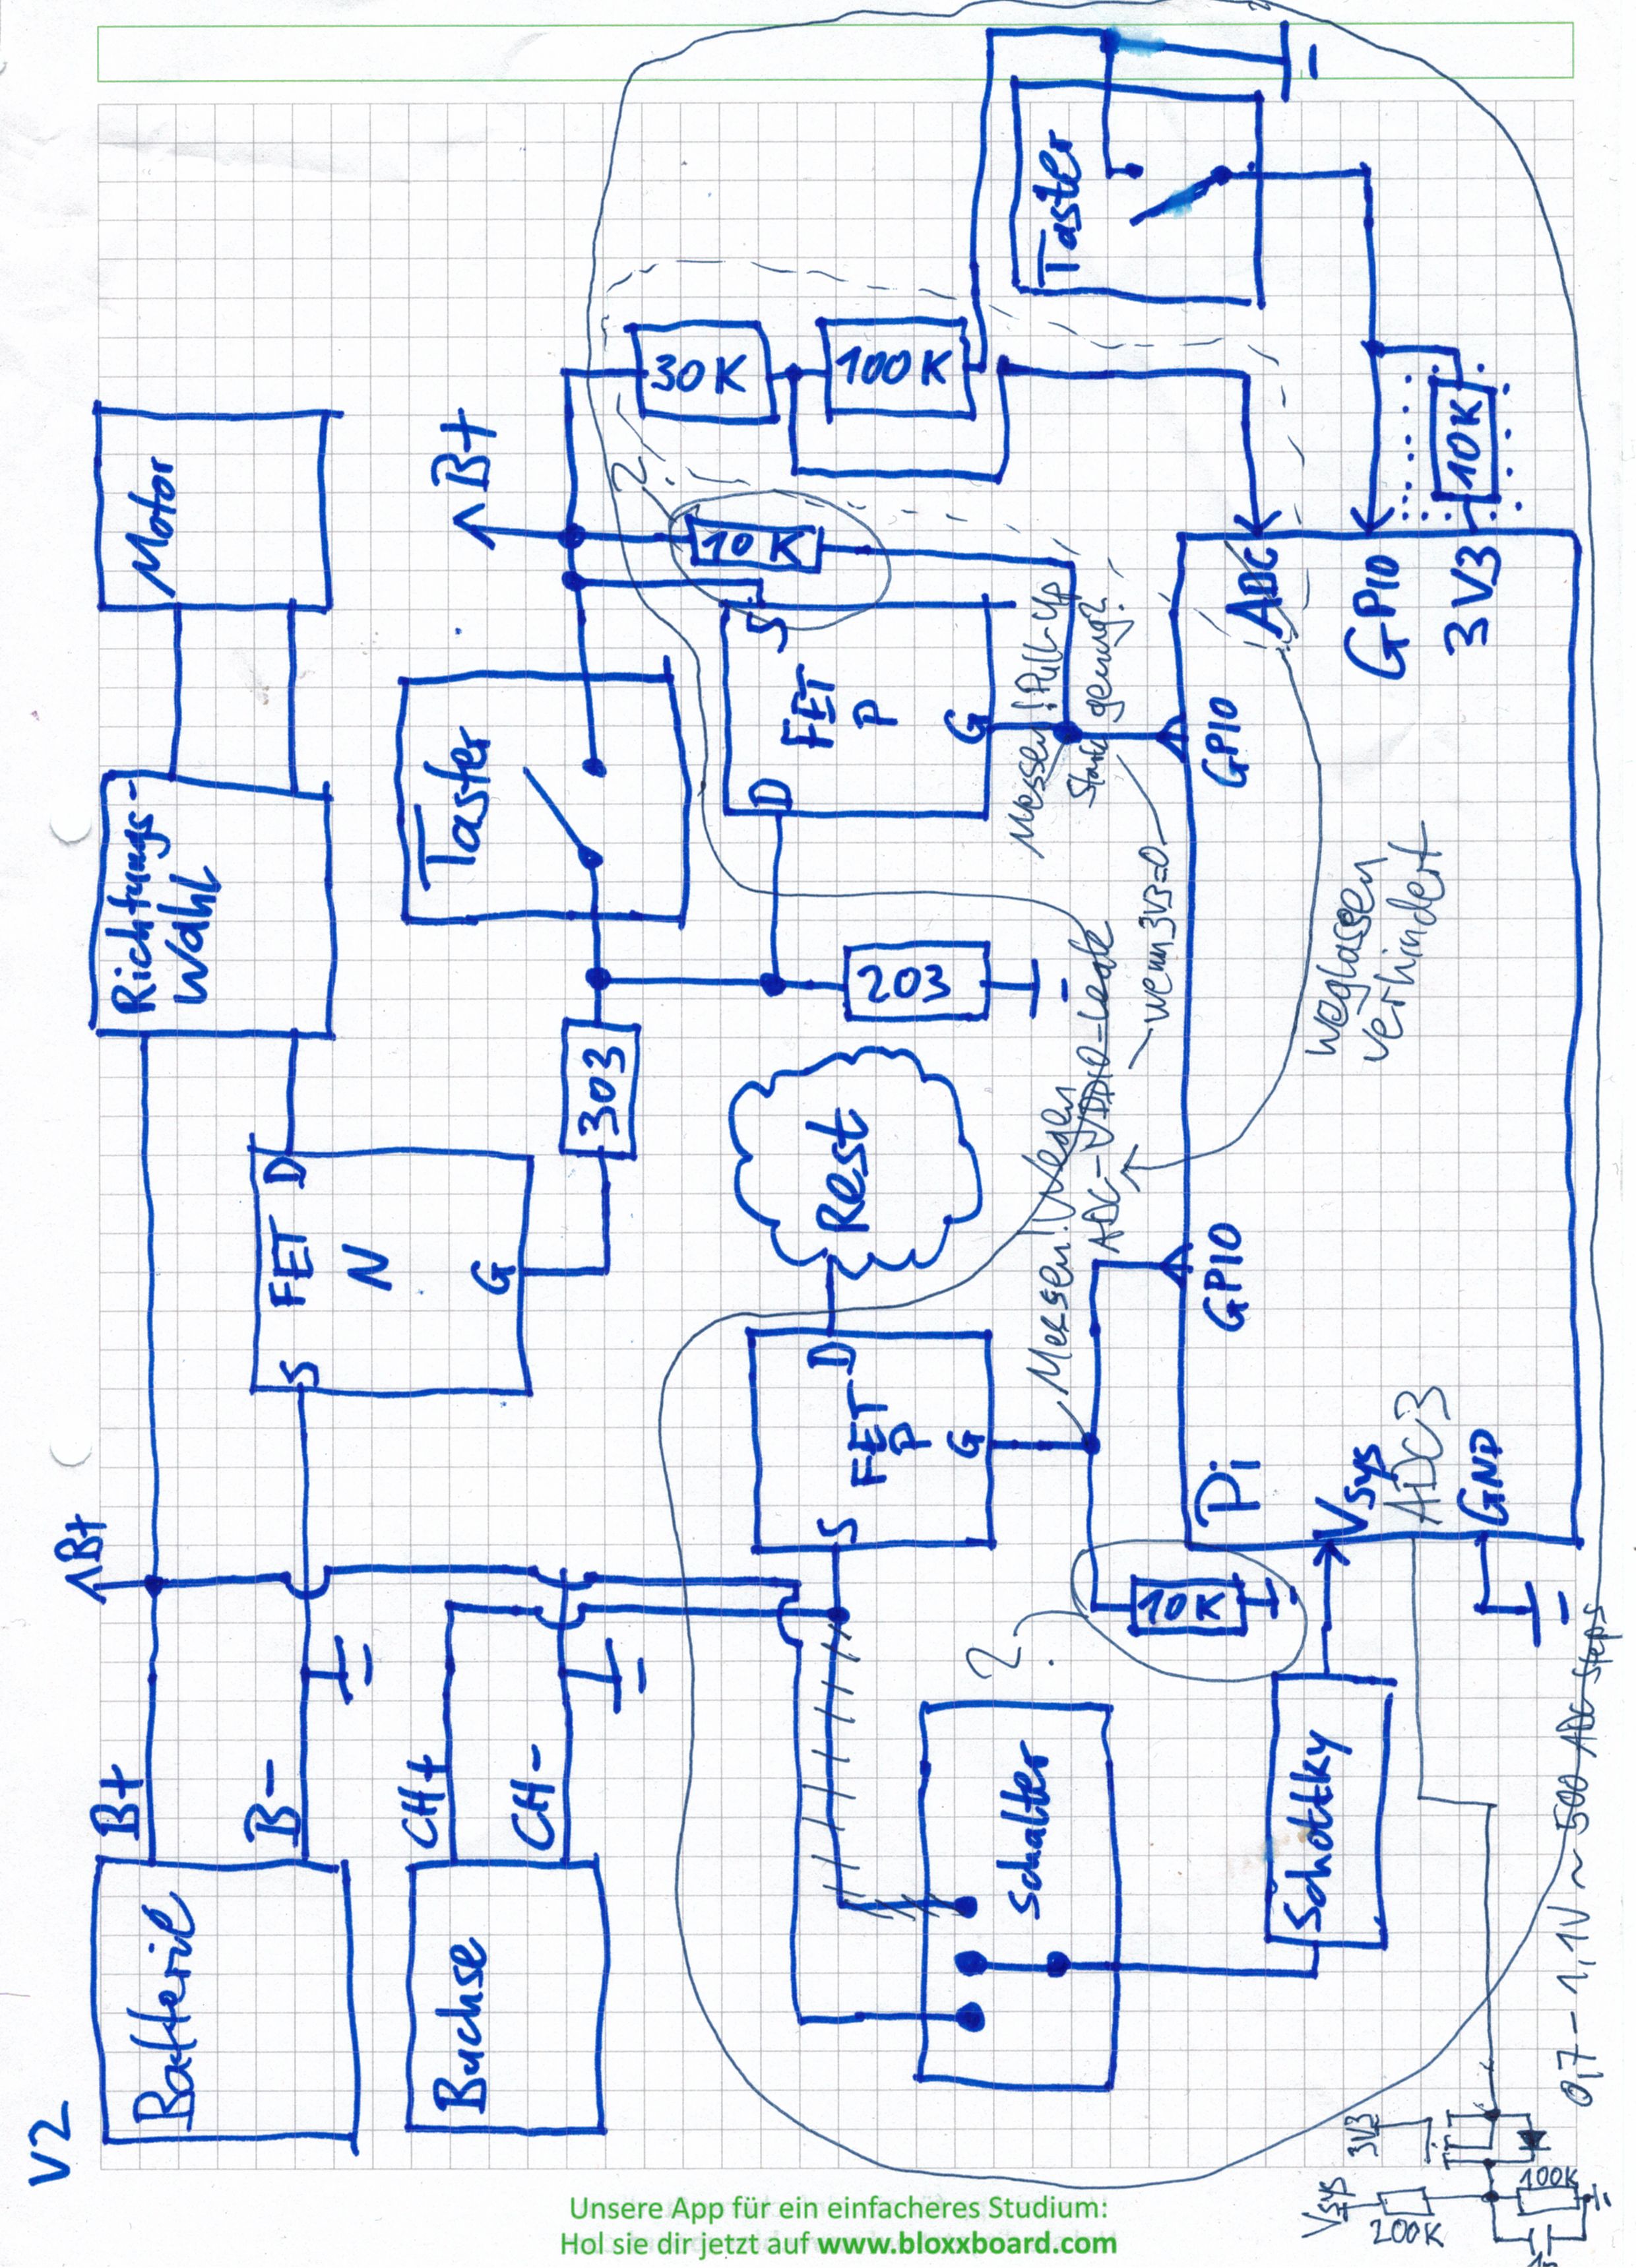 V2
Batterie
B+
B-
B+
Richtungs-
Wahl
Motor
FET
N
S
D
G
Buchse
CH+
CH-
303
Taster
B+
203
Rest
FET
P
S
D
G
FET
P
D
S
G
10K
30K
100K
Taster
?
Schalter
?
10K
Schottky
Messen! Wegen
ADC-VDDIO-Leak
wenn 3V3=0
Messen! Pull-Up
Stark genug?
Pi
GPIO
GPIO
ADC
GPIO
3V3
10K
!
Vsys
ADC3
GND
weglassen
verhindert
Vsys
200K
3V3
100K
1n
0,7 - 1,1V ~ 500 ADC Steps
Unsere App für ein einfacheres Studium:
Hol sie dir jetzt auf www.bloxxboard.com